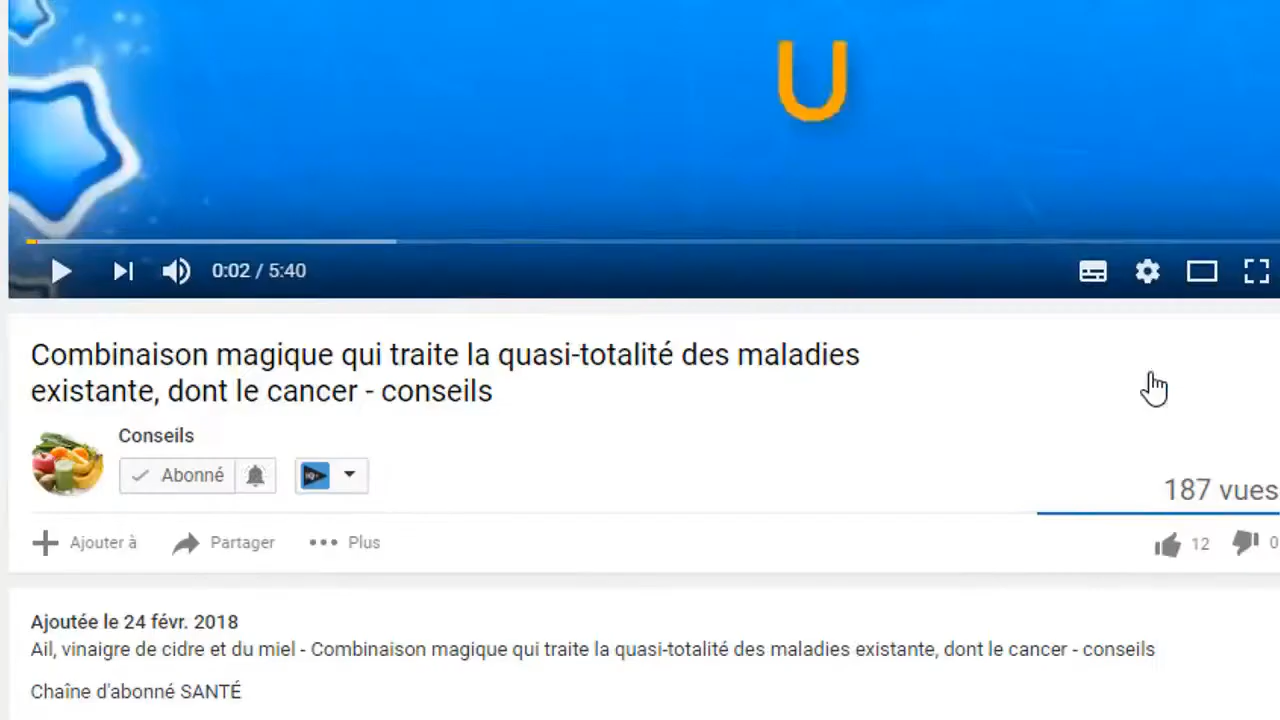 U
0:02 / 5:40
Combinaison magique qui traite la quasi-totalité des maladies
existante, dont le cancer - conseils
Conseils
Abonné
187 vues
Ajouter à
Partager
Plus
12
0
Ajoutée le 24 févr. 2018
Ail, vinaigre de cidre et du miel - Combinaison magique qui traite la quasi-totalité des maladies existante, dont le cancer - conseils
Chaîne d'abonné SANTÉ